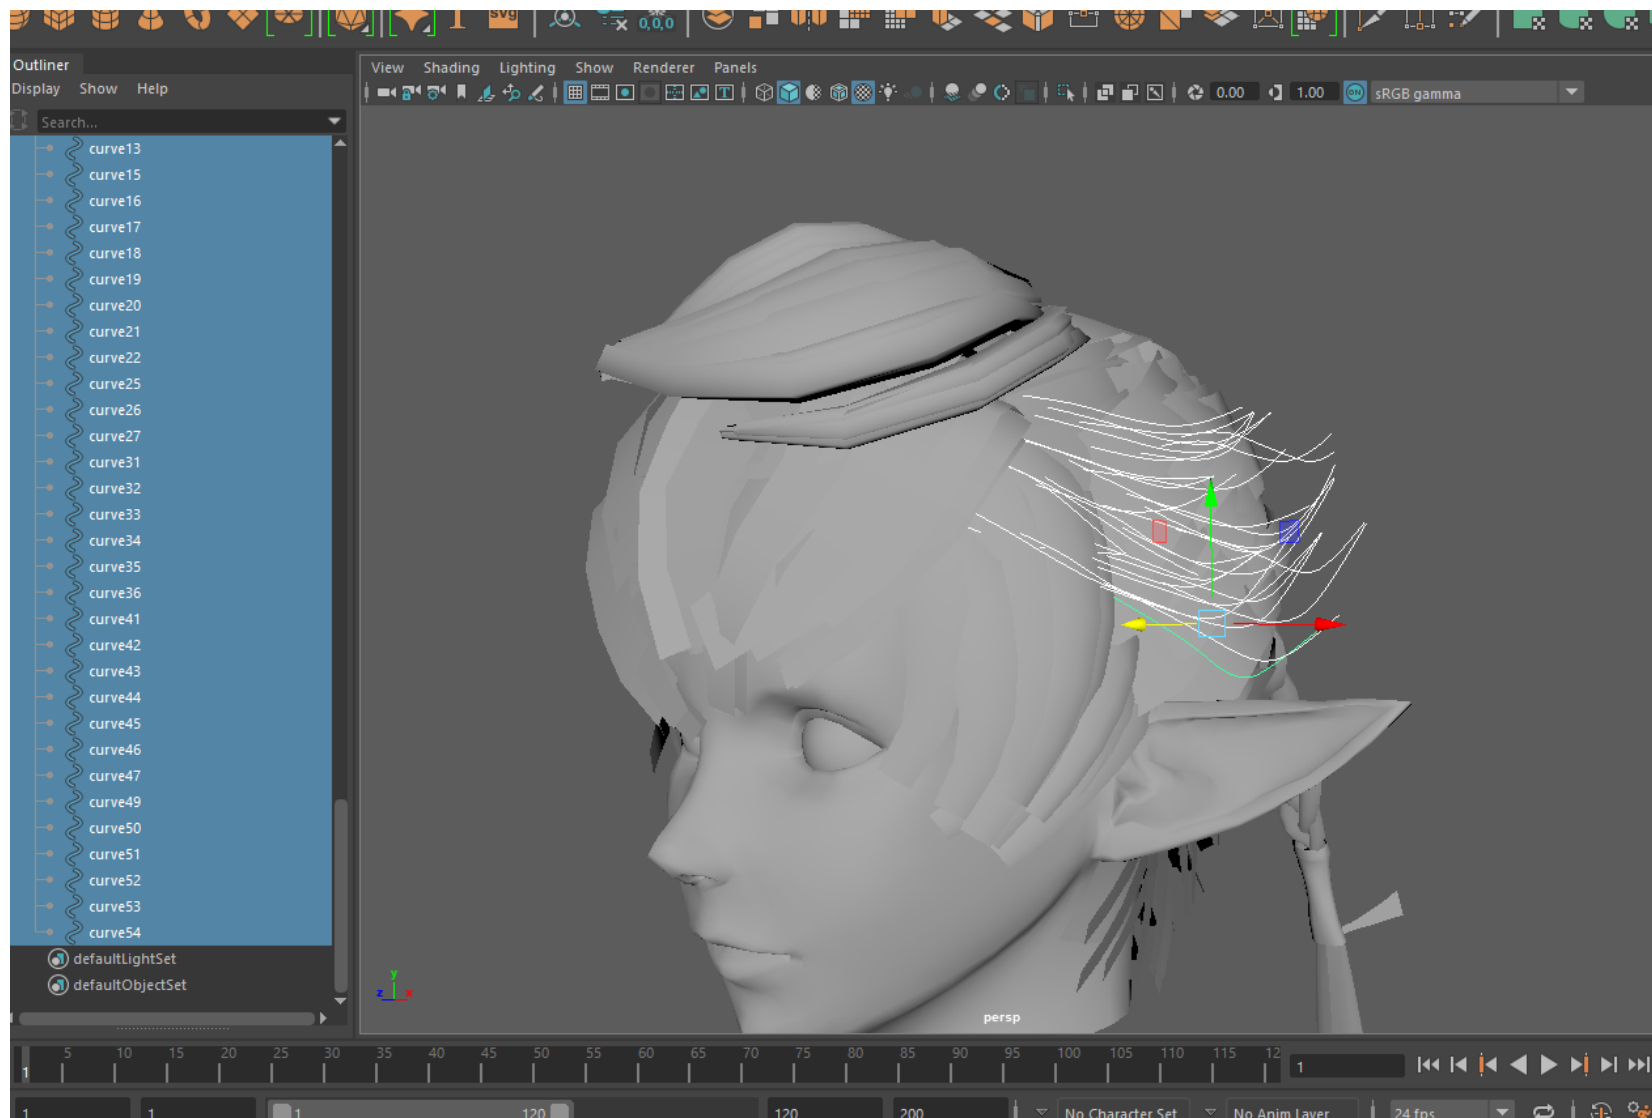 SVG
0,0,0
Outliner
Display Show Help
Search...
View Shading Lighting Show Renderer Panels
0.00 1.00 ON sRGB gamma
curve13
curve15
curve16
curve17
curve18
curve19
curve20
curve21
curve22
curve25
curve26
curve27
curve31
curve32
curve33
curve34
curve35
curve36
curve41
curve42
curve43
curve44
curve45
curve46
curve47
curve49
curve50
curve51
curve52
curve53
curve54
defaultLightSet
defaultObjectSet
y
z x
persp
5 10 15 20 25 30 35 40 45 50 55 60 65 70 75 80 85 90 95 100 105 110 115 12
1 1
1 1 1 120 120 200 No Character Set No Anim Layer 24 fps